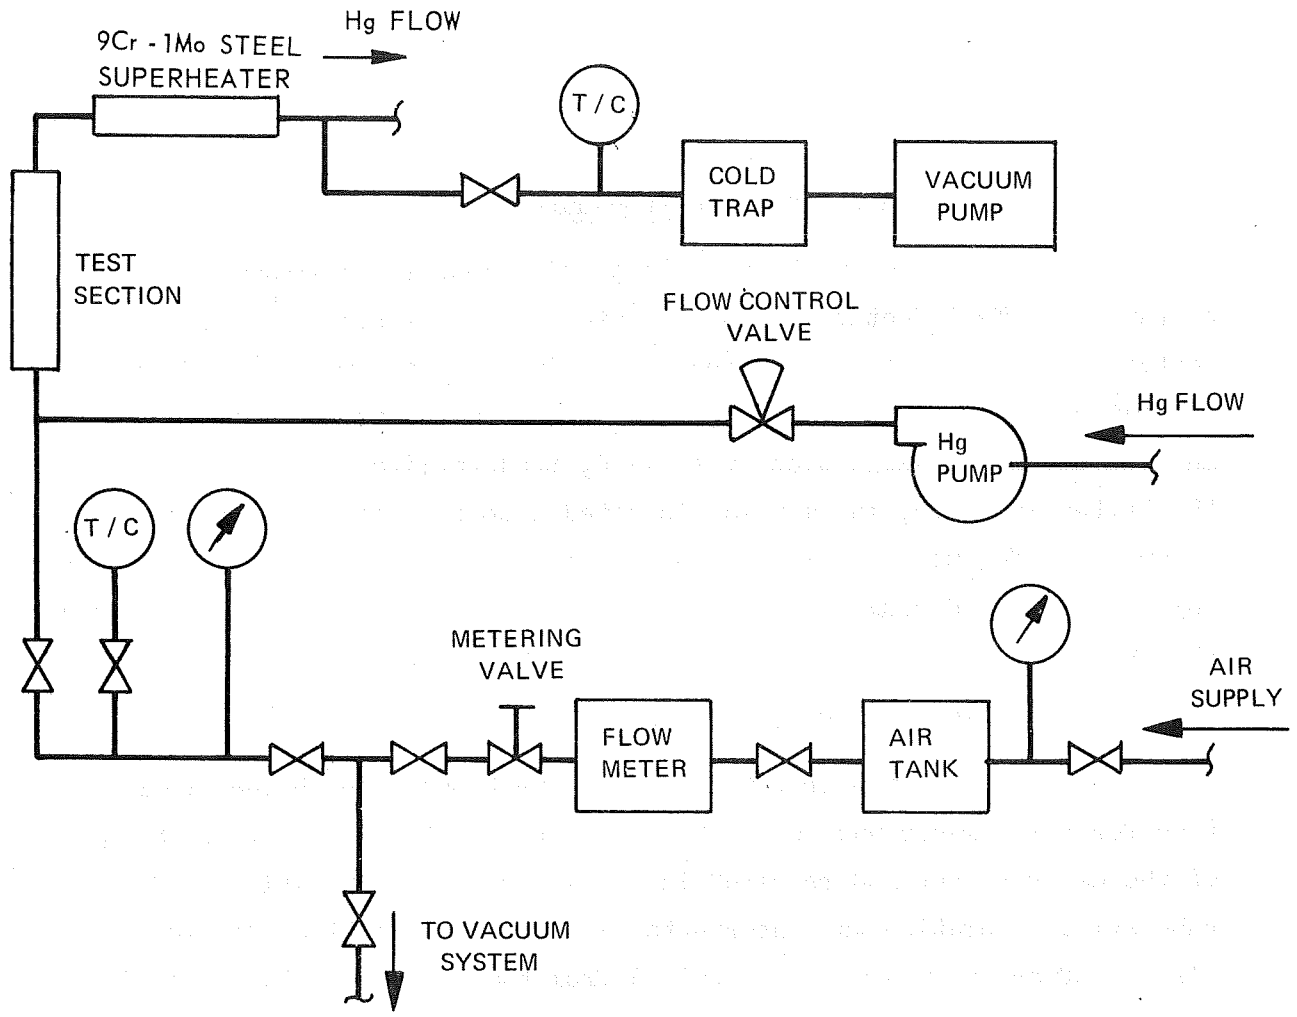 Hg FLOW
9Cr - 1Mo STEEL
SUPERHEATER
T / C
COLD
TRAP
VACUUM
PUMP
TEST
SECTION
FLOW CONTROL
VALVE
Hg FLOW
Hg
PUMP
T / C
METERING
VALVE
AIR
SUPPLY
FLOW
METER
AIR
TANK
TO VACUUM
SYSTEM